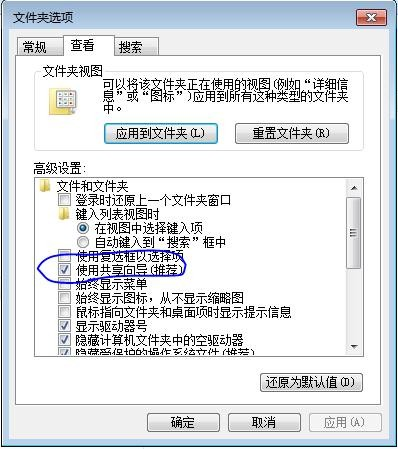 文件夹选项
常规
查看
搜索
文件夹视图
可以将该文件夹正在使用的视图(例如“详细信
息”或“图标”)应用到所有这种类型的文件夹
中。
应用到文件夹(L)
重置文件夹(R)
高级设置:
文件和文件夹
登录时还原上一个文件夹窗口
键入列表视图时
在视图中选择键入项
自动键入到“搜索”框中
使用复选框以选择项
使用共享向导(推荐)
始终显示菜单
始终显示图标，从不显示缩略图
鼠标指向文件夹和桌面项时显示提示信息
显示驱动器号
隐藏计算机文件夹中的空驱动器
隐藏受保护的操作系统文件(推荐)
还原为默认值(D)
确定
取消
应用(A)